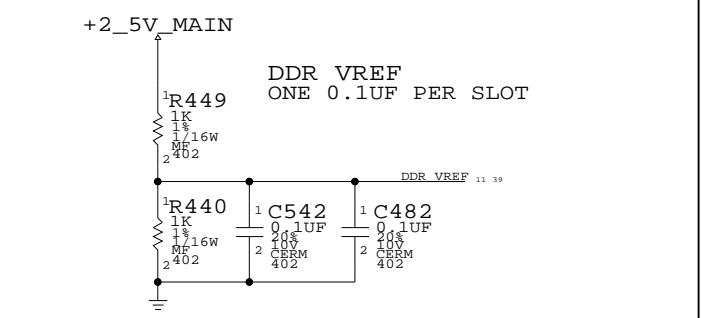 +2_5V_MAIN
DDR VREF
ONE 0.1UF PER SLOT
1
R449
1K
1%
1/16W
MF
402
2
DDR_VREF 11 39
1
R440
1K
1%
1/16W
MF
402
2
1
C542
0.1UF
20%
10V
CERM
402
2
1
C482
0.1UF
20%
10V
CERM
402
2